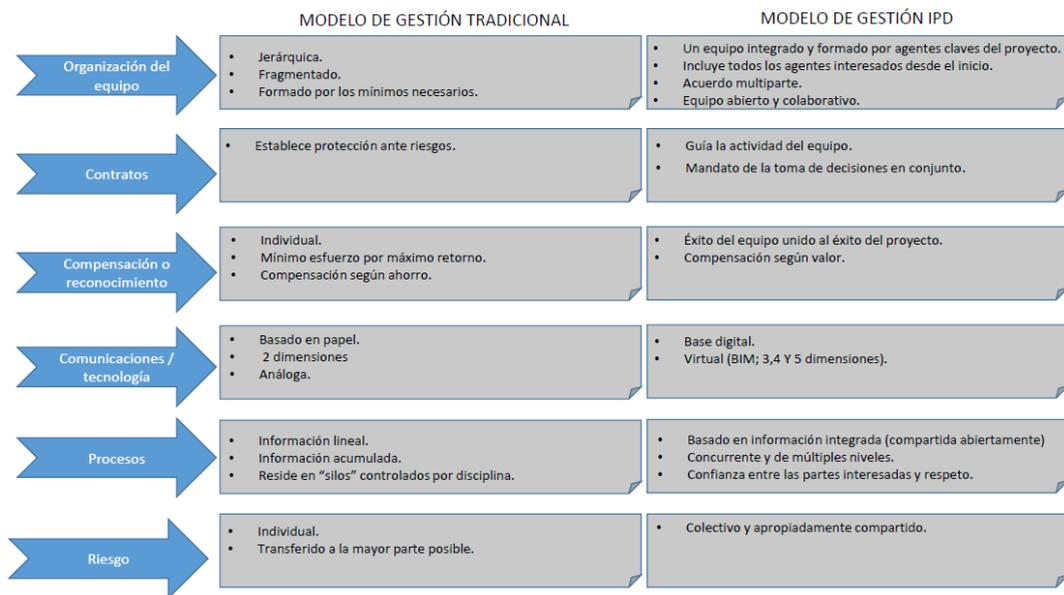 MODELO DE GESTIÓN TRADICIONAL
MODELO DE GESTIÓN IPD
Organización del
equipo
• Jerárquica.
• Fragmentado.
• Formado por los mínimos necesarios.
• Un equipo integrado y formado por agentes claves del proyecto.
• Incluye todos los agentes interesados desde el inicio.
• Acuerdo multiparte.
• Equipo abierto y colaborativo.
Contratos
• Establece protección ante riesgos.
• Guía la actividad del equipo.
• Mandato de la toma de decisiones en conjunto.
Compensación o
reconocimiento
• Individual.
• Mínimo esfuerzo por máximo retorno.
• Compensación según ahorro.
• Éxito del equipo unido al éxito del proyecto.
• Compensación según valor.
Comunicaciones /
tecnología
• Basado en papel.
• 2 dimensiones
• Análoga.
• Base digital.
• Virtual (BIM; 3,4 Y 5 dimensiones).
Procesos
• Información lineal.
• Información acumulada.
• Reside en “silos” controlados por disciplina.
• Basado en información integrada (compartida abiertamente)
• Concurrente y de múltiples niveles.
• Confianza entre las partes interesadas y respeto.
Riesgo
• Individual.
• Transferido a la mayor parte posible.
• Colectivo y apropiadamente compartido.